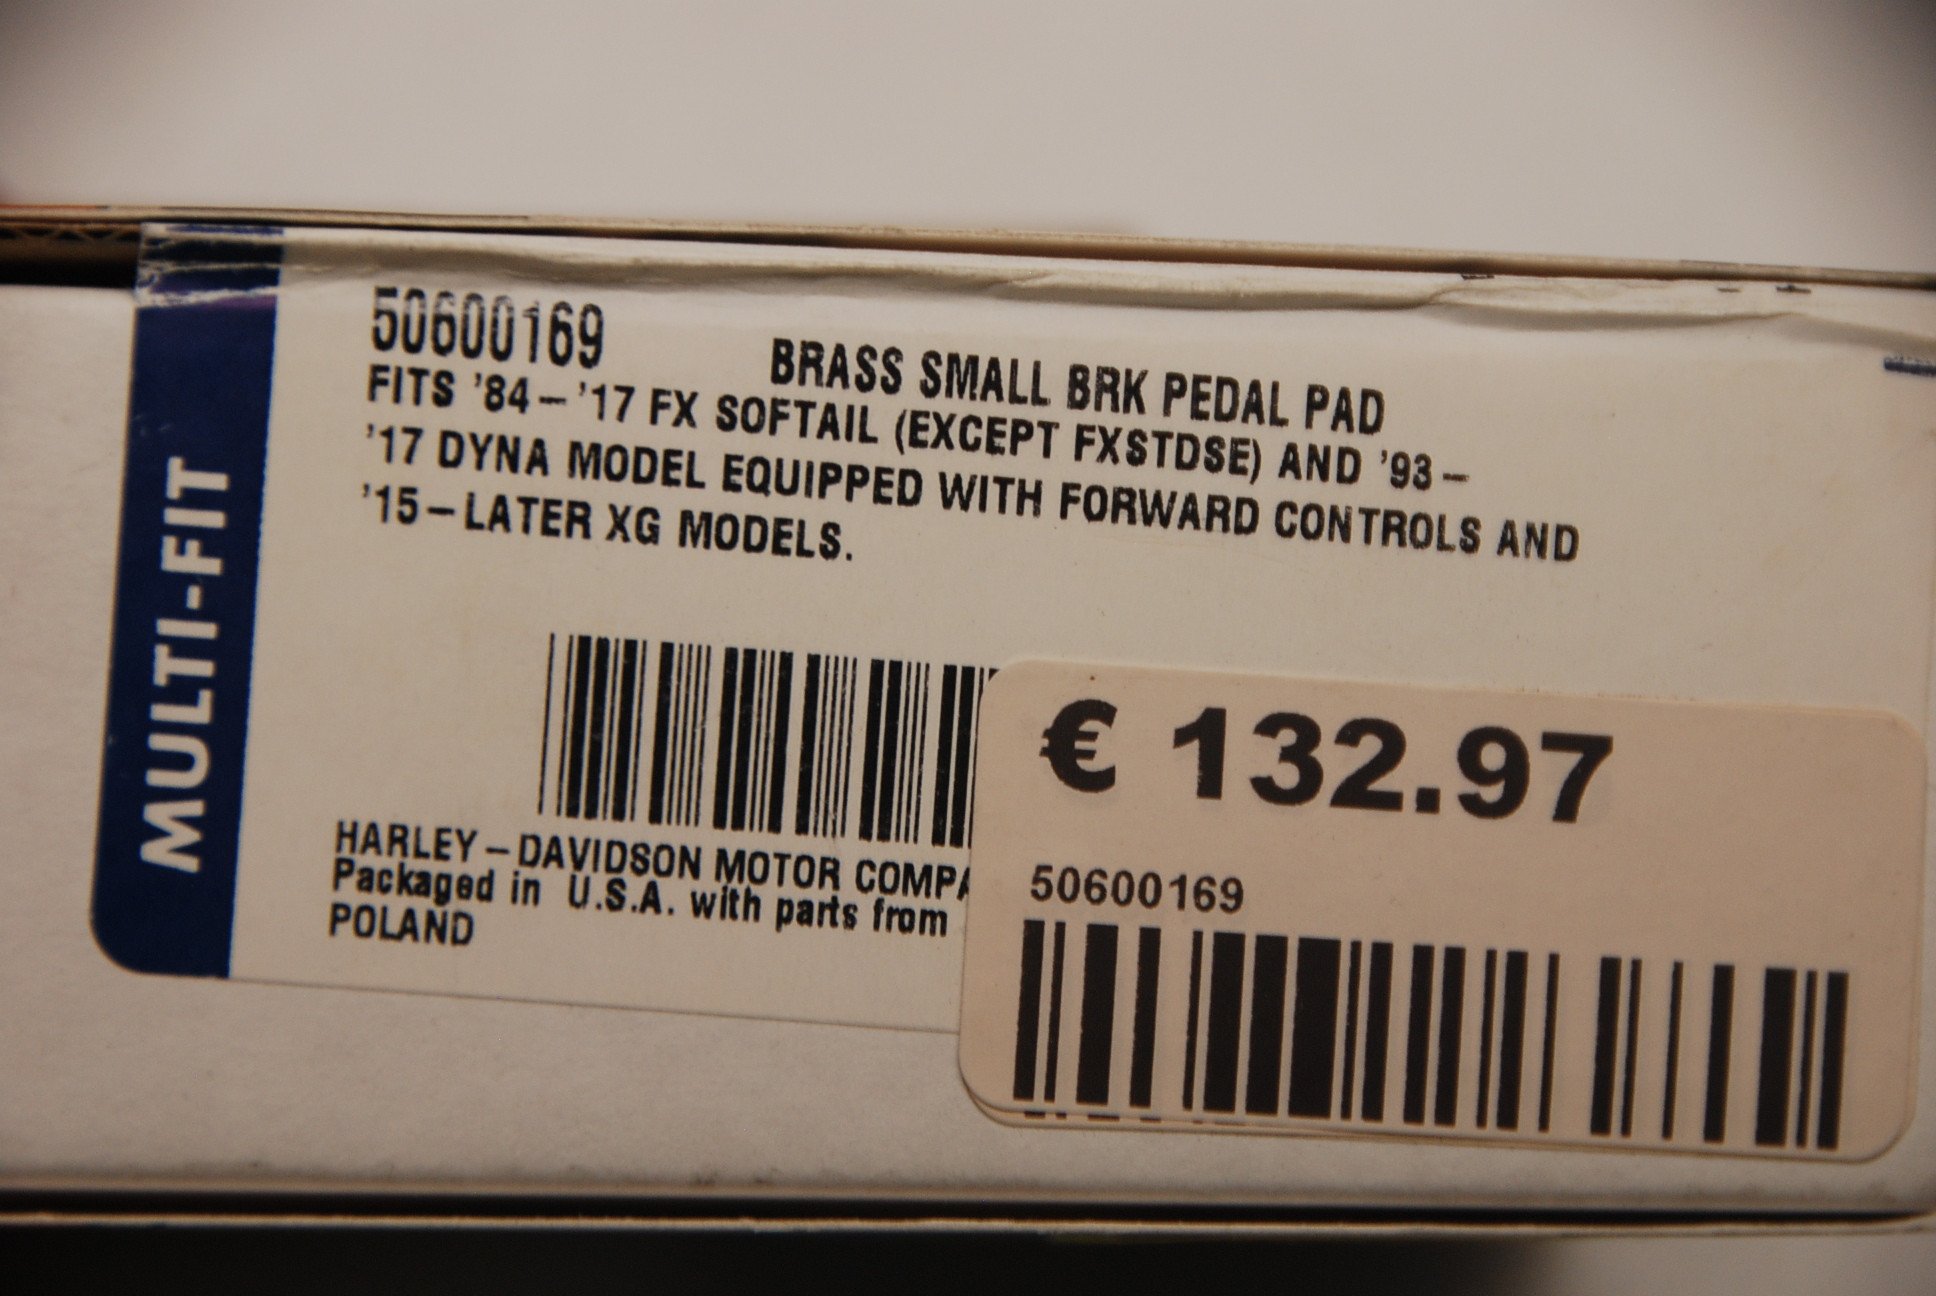 50600169
BRASS SMALL BRK PEDAL PAD
FITS '84-'17 FX SOFTAIL (EXCEPT FXSTDSE) AND '93-
'17 DYNA MODEL EQUIPPED WITH FORWARD CONTROLS AND
'15-LATER XG MODELS.
MULTI-FIT
HARLEY-DAVIDSON MOTOR COMPA
Packaged in U.S.A. with parts from
POLAND
€ 132.97
50600169